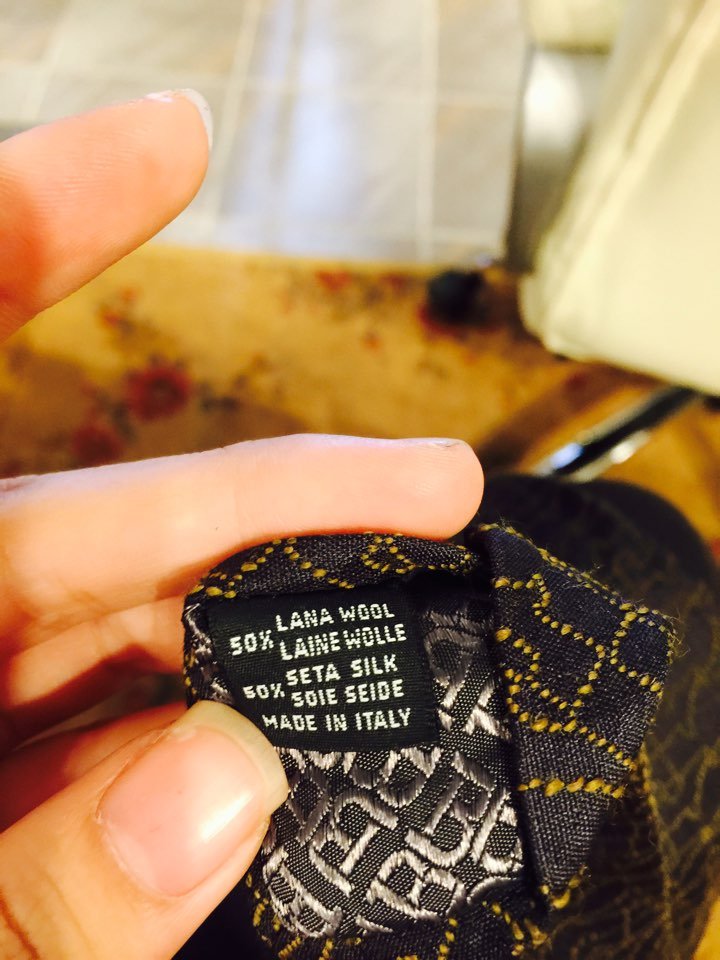 50% LANA WOOL
LAINE WOLLE
50% SETA SILK
SOIE SEIDE
MADE IN ITALY